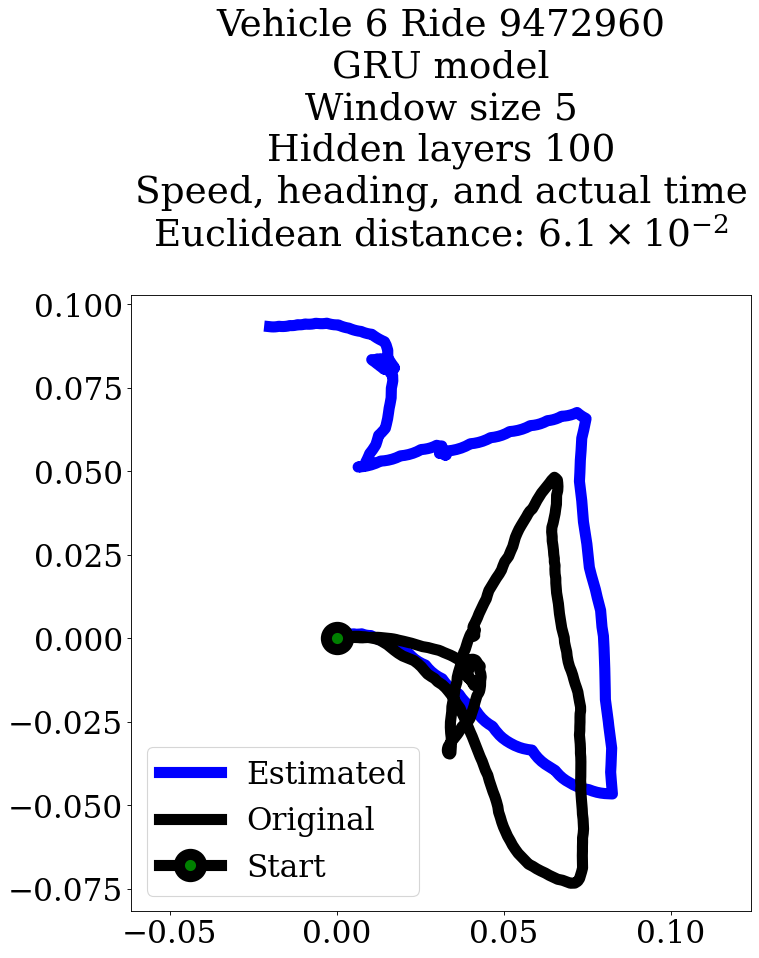 Vehicle 6 Ride 9472960
GRU model
Window size 5
Hidden layers 100
Speed, heading, and actual time
Euclidean distance: 6.1 × 10⁻²
0.100
0.075
0.050
0.025
0.000
−0.025
−0.050
−0.075
Estimated
Original
Start
−0.05 0.00 0.05 0.10